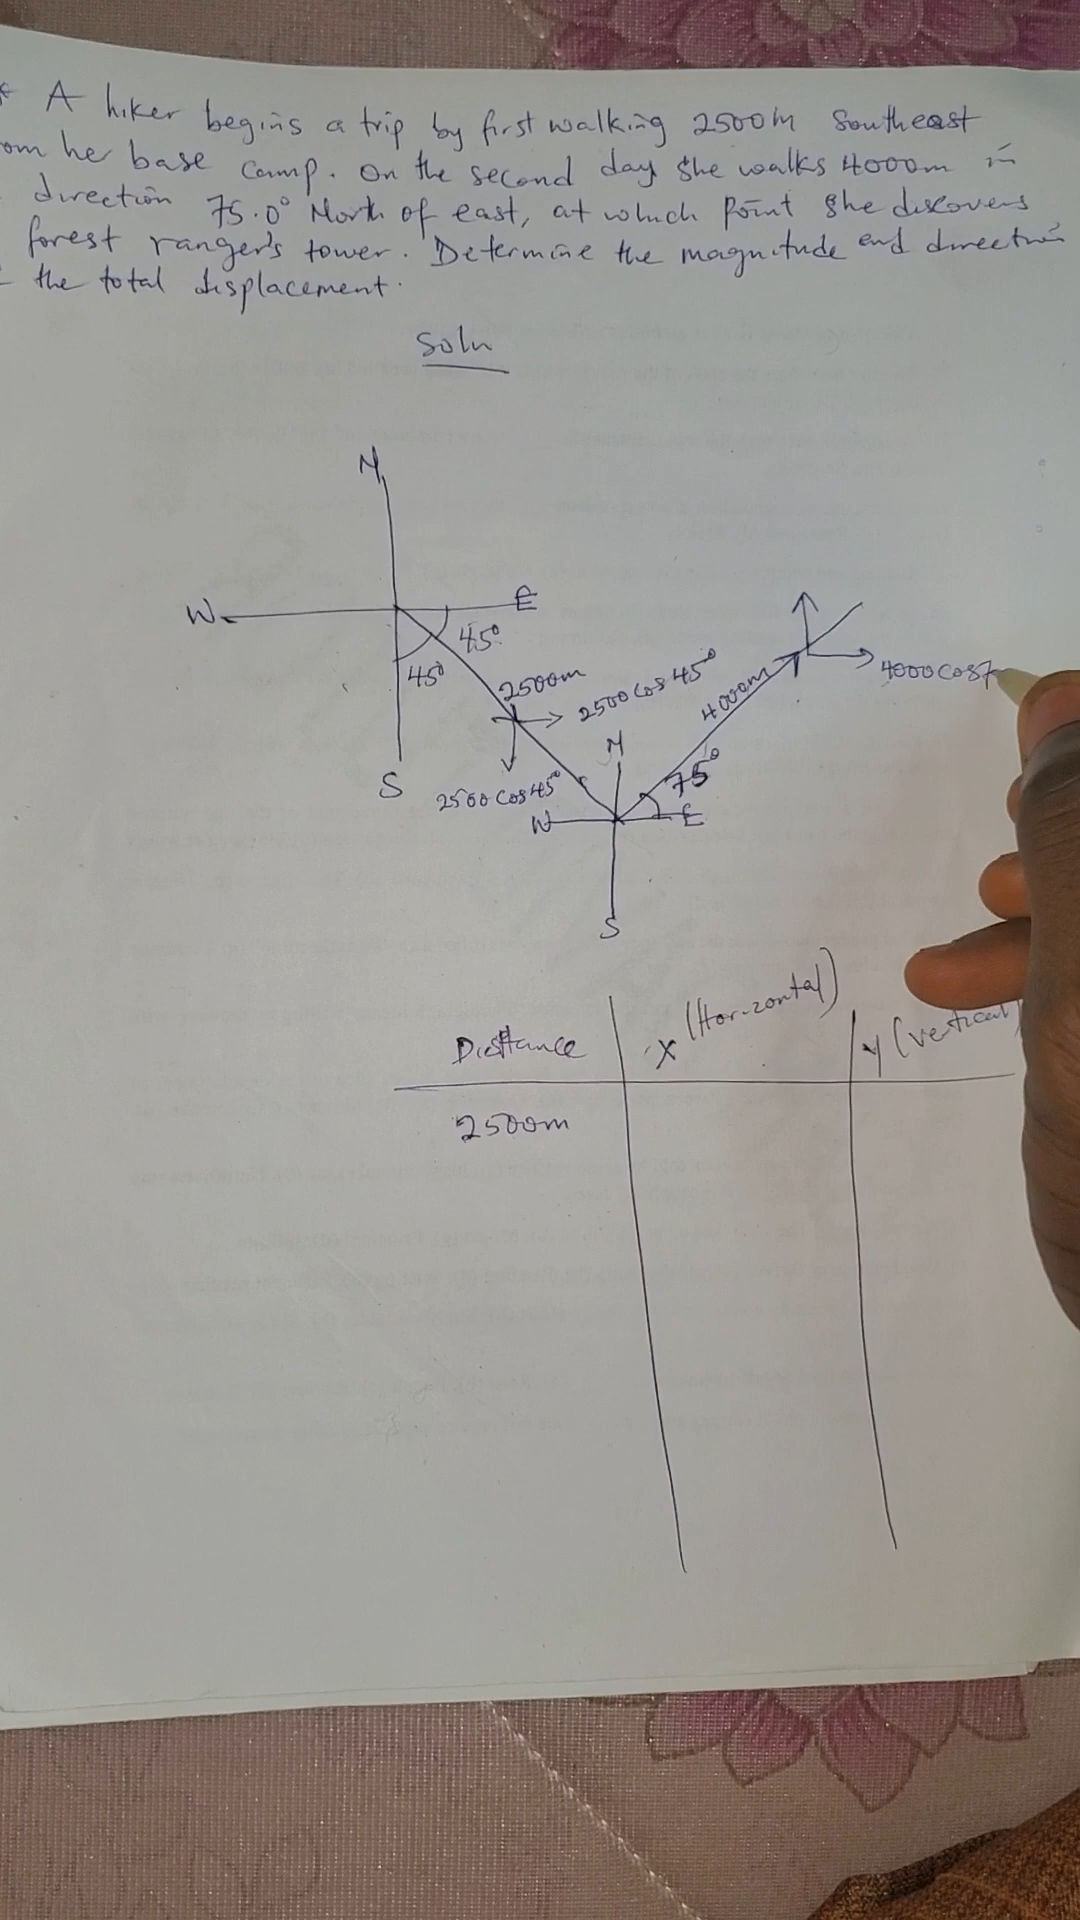 A hiker begins a trip by first walking 2500m Southeast
her base camp. On the second day she walks 4000m in
direction 75.0° North of east, at which point she discovers
forest ranger's tower. Determine the magnitude and direction
the total displacement.
Soln
N
W
E
45°
45°
2500m
2500 cos 45°
S
2500 cos 45°
N
W
E
75°
S
4000m
4000 cos
Distance
X (Horizontal)
Y (vertical)
2500m